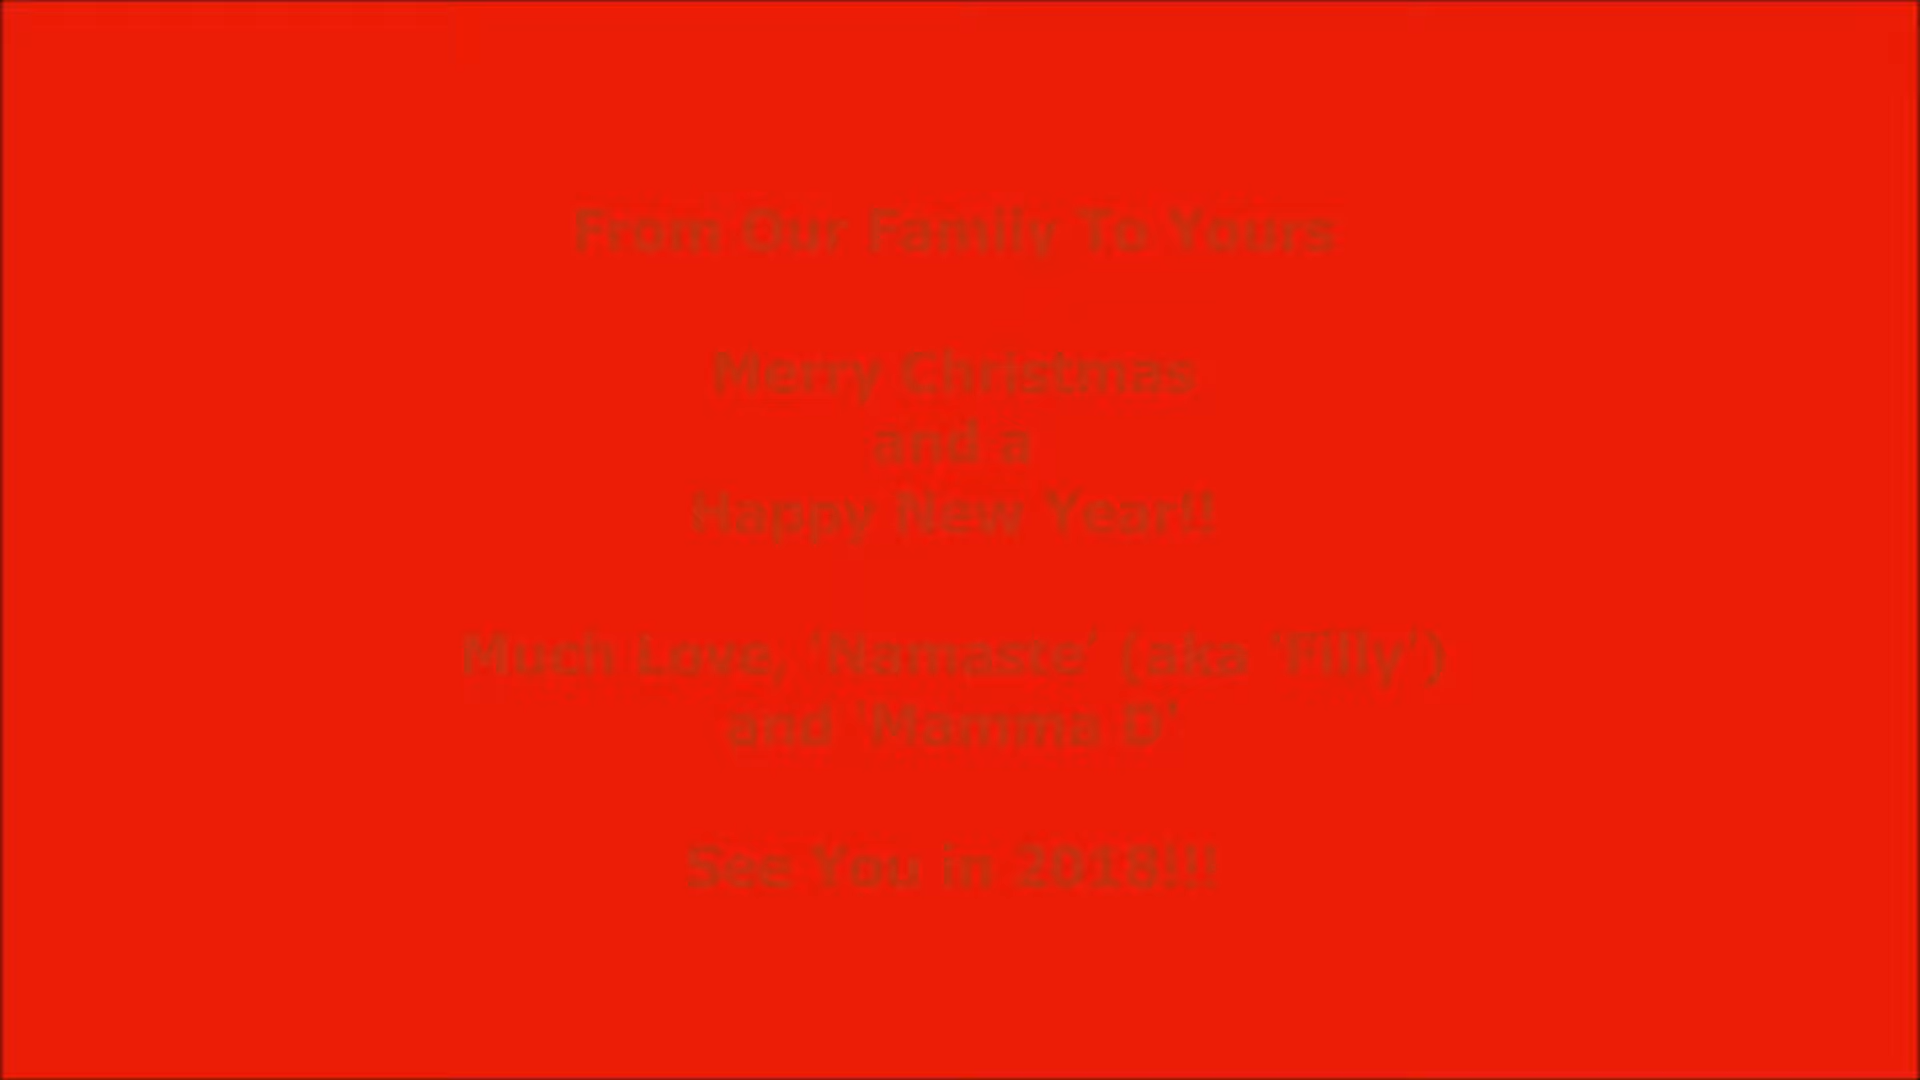 From Our Family To Yours
Merry Christmas
and a
Happy New Year!!
Much Love, 'Namaste' (aka 'Filly')
and 'Mamma D'
See You in 2018!!!